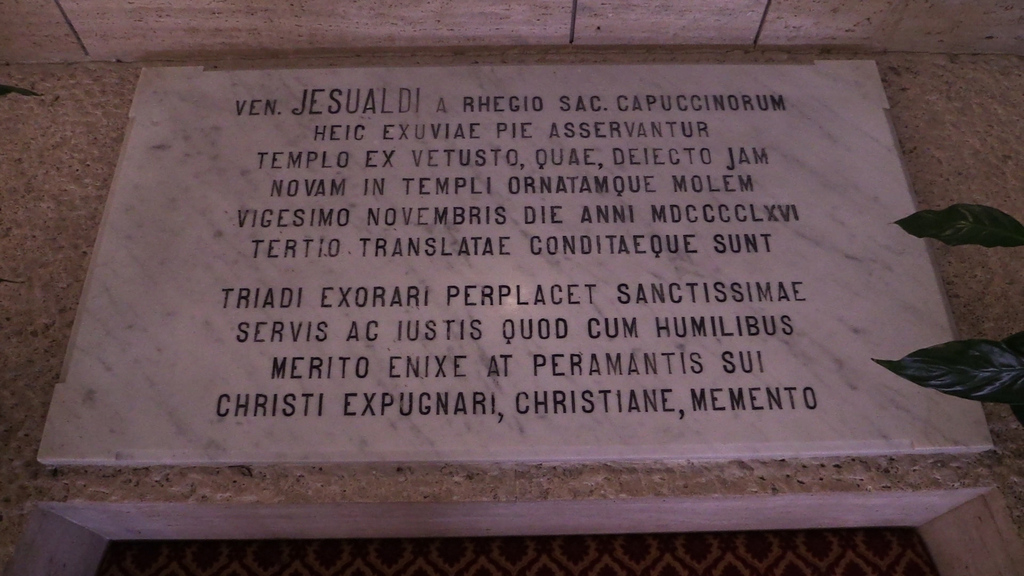 VEN. JESUALDI A RHEGIO SAC. CAPUCCINORUM
HEIC EXUVIAE PIE ASSERVANTUR
TEMPLO EX VETUSTO, QUAE, DEIECTO JAM
NOVAM IN TEMPLI ORNATAMQUE MOLEM
VIGESIMO NOVEMBRIS DIE ANNI MDCCCCLXVI
TERTIO TRANSLATAE CONDITAEQUE SUNT
TRIADI EXORARI PERPLACET SANCTISSIMAE
SERVIS AC IUSTIS QUOD CUM HUMILIBUS
MERITO ENIXE AT PERAMANTIS SUI
CHRISTI EXPUGNARI, CHRISTIANE, MEMENTO